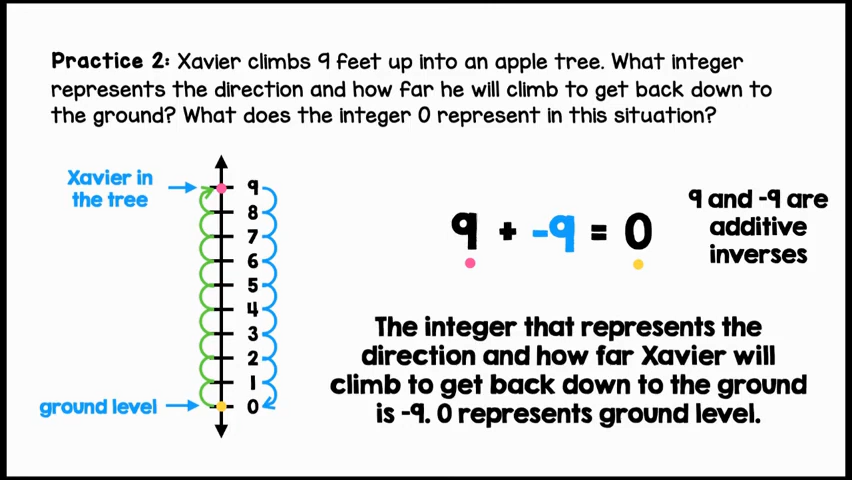 Practice 2: Xavier climbs 9 feet up into an apple tree. What integer
represents the direction and how far he will climb to get back down to
the ground? What does the integer 0 represent in this situation?
Xavier in
the tree
9
8
7
6
5
4
3
2
1
0
ground level
9 + -9 = 0
9 and -9 are
additive
inverses
The integer that represents the
direction and how far Xavier will
climb to get back down to the ground
is -9. 0 represents ground level.